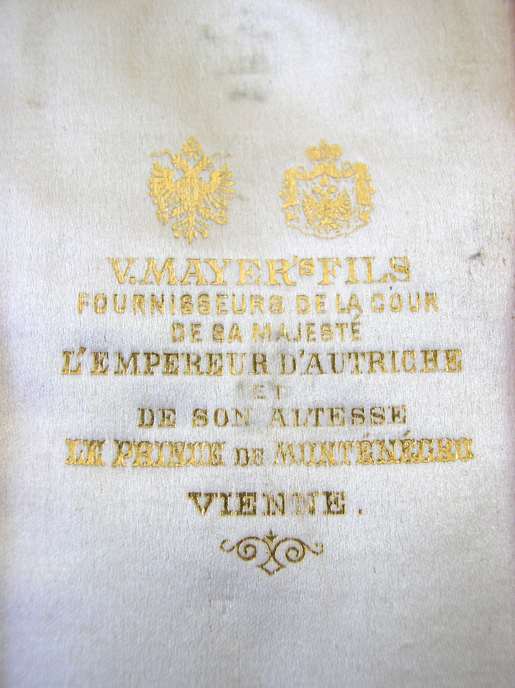 V. MAYER'S FILS
FOURNISSEURS DE LA COUR
DE SA MAJESTÉ
L'EMPEREUR D'AUTRICHE
ET
DE SON ALTESSE
LE PRINCE DE MONTÉNÉGRO
VIENNE.